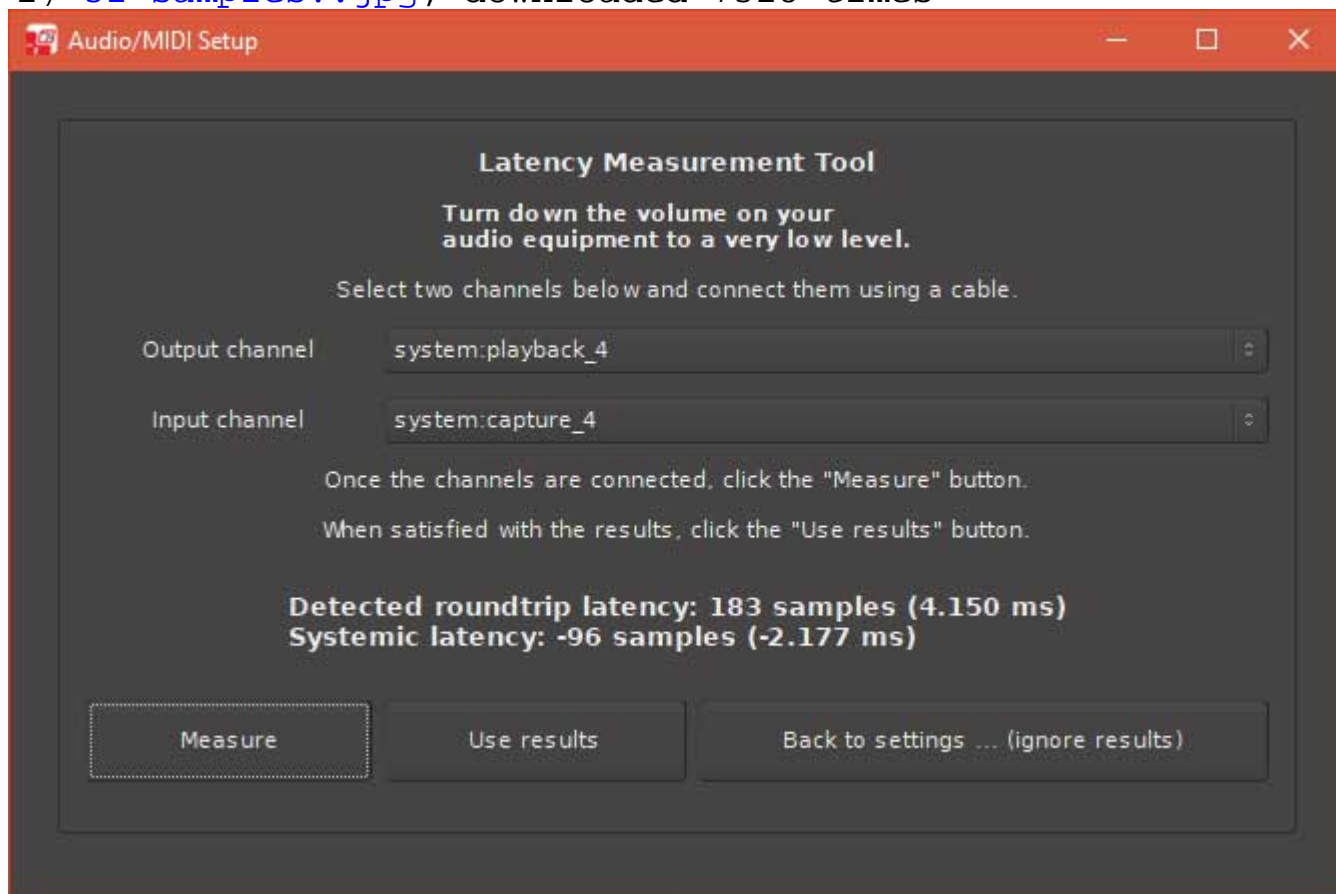 Audio/MIDI Setup
Latency Measurement Tool
Turn down the volume on your
audio equipment to a very low level.
Select two channels below and connect them using a cable.
Output channel system:playback_4
Input channel system:capture_4
Once the channels are connected, click the "Measure" button.
When satisfied with the results, click the "Use results" button.
Detected roundtrip latency: 183 samples (4.150 ms)
Systemic latency: -96 samples (-2.177 ms)
Measure Use results Back to settings ... (ignore results)